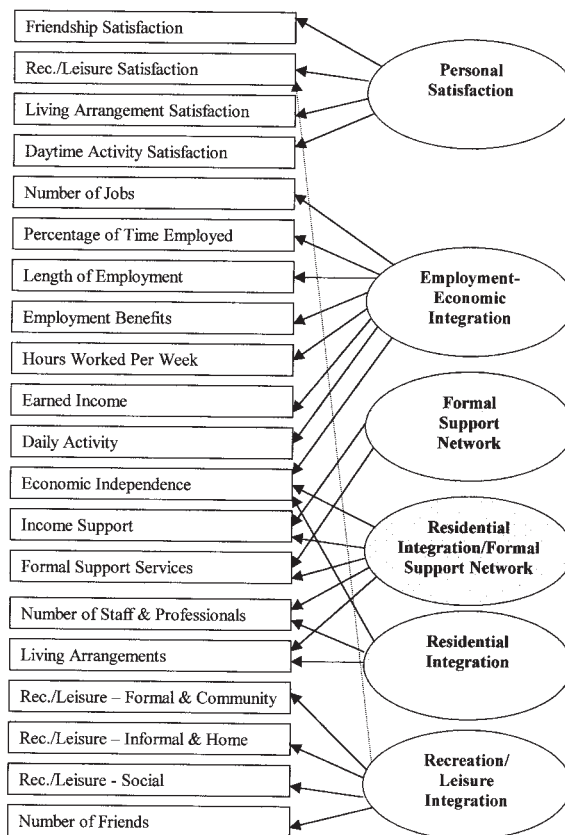 Friendship Satisfaction
Rec./Leisure Satisfaction
Living Arrangement Satisfaction
Daytime Activity Satisfaction
Number of Jobs
Percentage of Time Employed
Length of Employment
Employment Benefits
Hours Worked Per Week
Earned Income
Daily Activity
Economic Independence
Income Support
Formal Support Services
Number of Staff & Professionals
Living Arrangements
Rec./Leisure – Formal & Community
Rec./Leisure – Informal & Home
Rec./Leisure - Social
Number of Friends
Personal
Satisfaction
Employment-
Economic
Integration
Formal
Support
Network
Residential
Integration/Formal
Support Network
Residential
Integration
Recreation/
Leisure
Integration